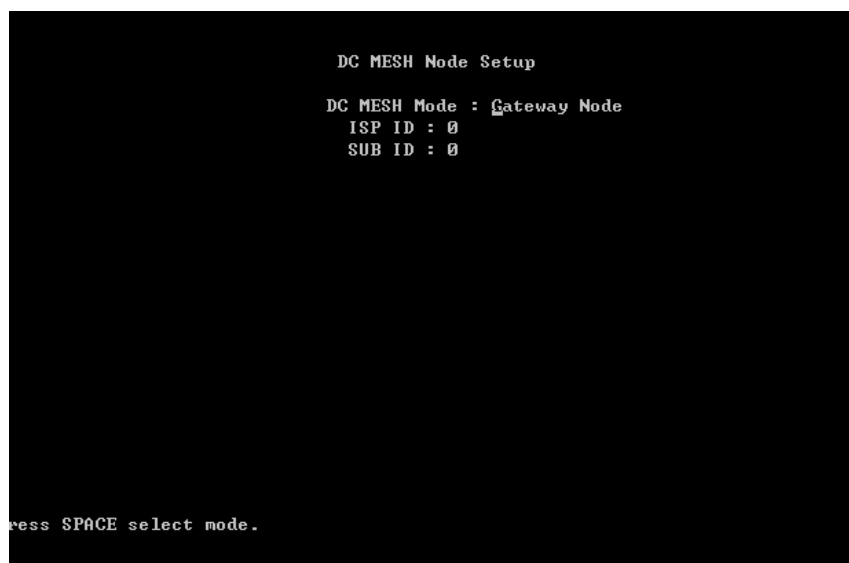 DC MESH Node Setup
DC MESH Mode : Gateway Node
ISP ID : 0
SUB ID : 0
ress SPACE select mode.